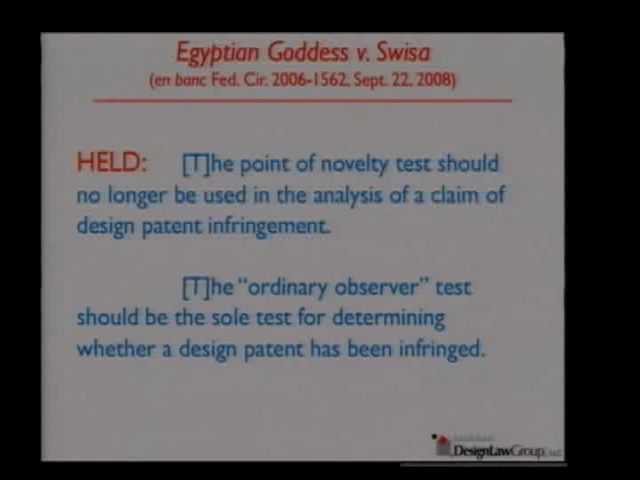 Egyptian Goddess v. Swisa
(en banc Fed. Cir. 2006-1562, Sept. 22, 2008)
HELD: [T]he point of novelty test should
no longer be used in the analysis of a claim of
design patent infringement.
[T]he “ordinary observer” test
should be the sole test for determining
whether a design patent has been infringed.
DesignLawGroup